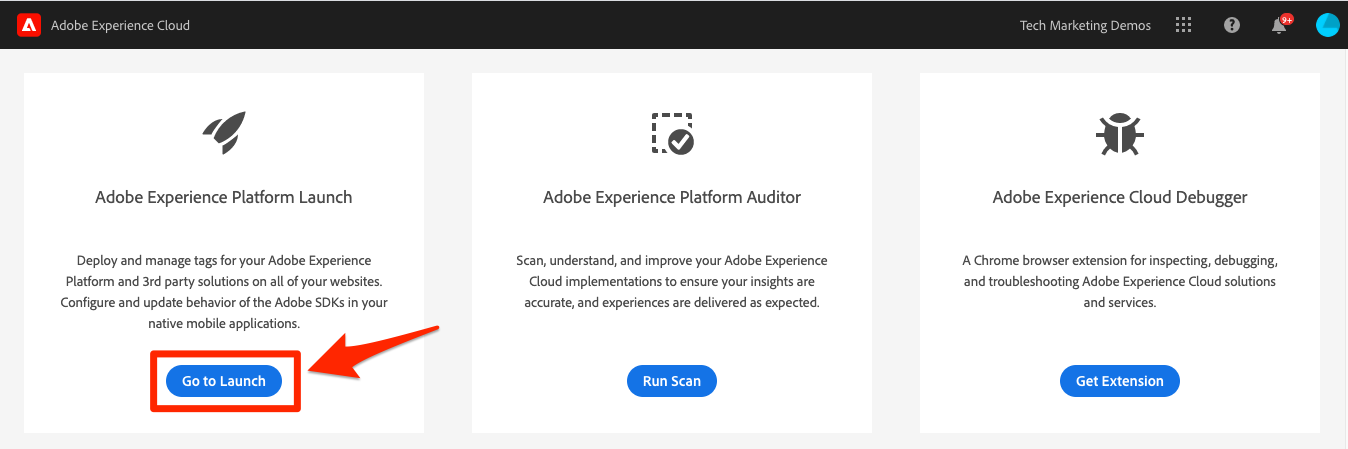 Adobe Experience Cloud
Tech Marketing Demos
9+
Adobe Experience Platform Launch
Deploy and manage tags for your Adobe Experience
Platform and 3rd party solutions on all of your websites.
Configure and update behavior of the Adobe SDKs in your
native mobile applications.
Go to Launch
Adobe Experience Platform Auditor
Scan, understand, and improve your Adobe Experience
Cloud implementations to ensure your insights are
accurate, and experiences are delivered as expected.
Run Scan
Adobe Experience Cloud Debugger
A Chrome browser extension for inspecting, debugging,
and troubleshooting Adobe Experience Cloud solutions
and services.
Get Extension